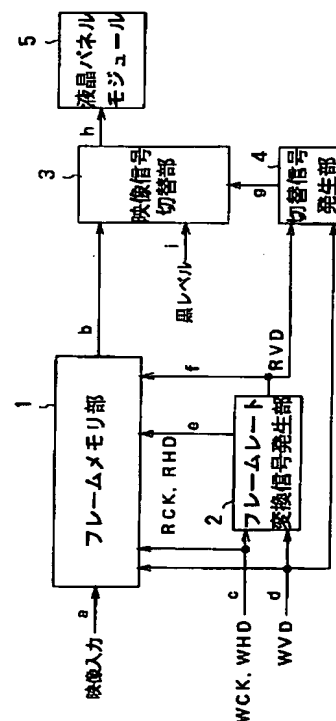 映像入力
a
1
フレームメモリ部
b
3
映像信号
切替部
h
5
液晶パネル
モジュール
i
黒レベル
g
4
切替信号
発生部
f
e
RCK, RHD
RVD
2
フレームレート
変換信号発生部
c
WCK, WHD
d
WVD